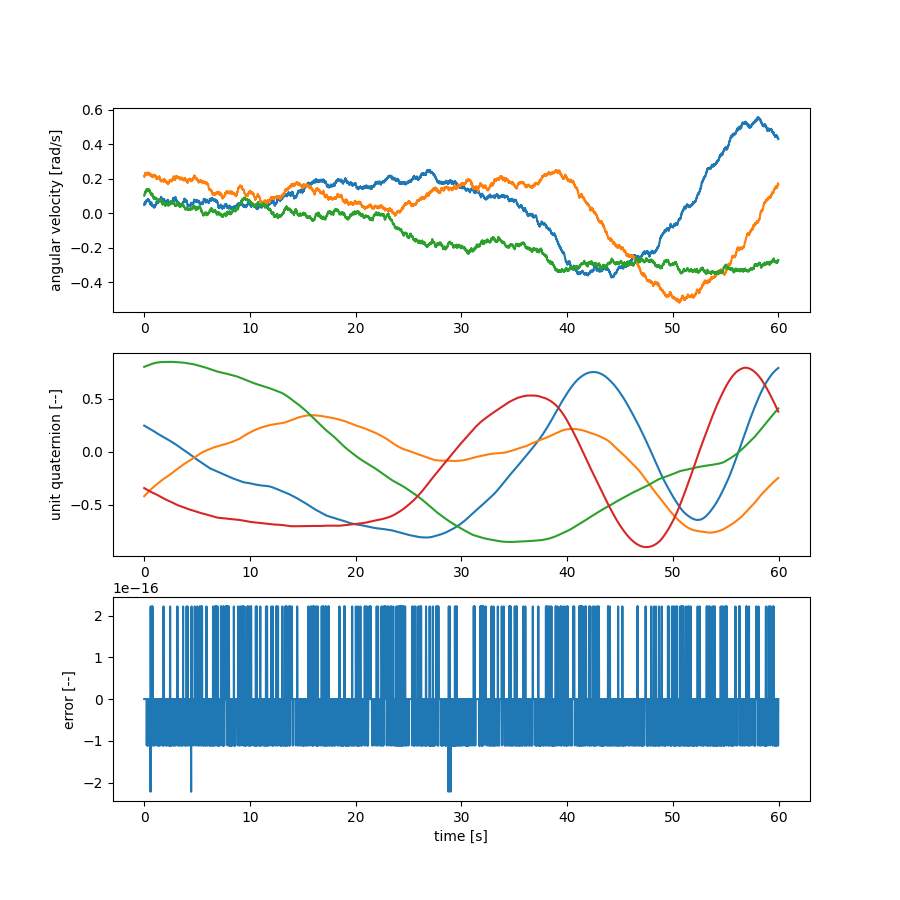 angular velocity [rad/s]
0.6
0.4
0.2
0.0
−0.2
−0.4
0 10 20 30 40 50 60
unit quaternion [--]
0.5
0.0
−0.5
0 10 20 30 40 50 60
1e−16
error [--]
2
1
0
−1
−2
0 10 20 30 40 50 60
time [s]